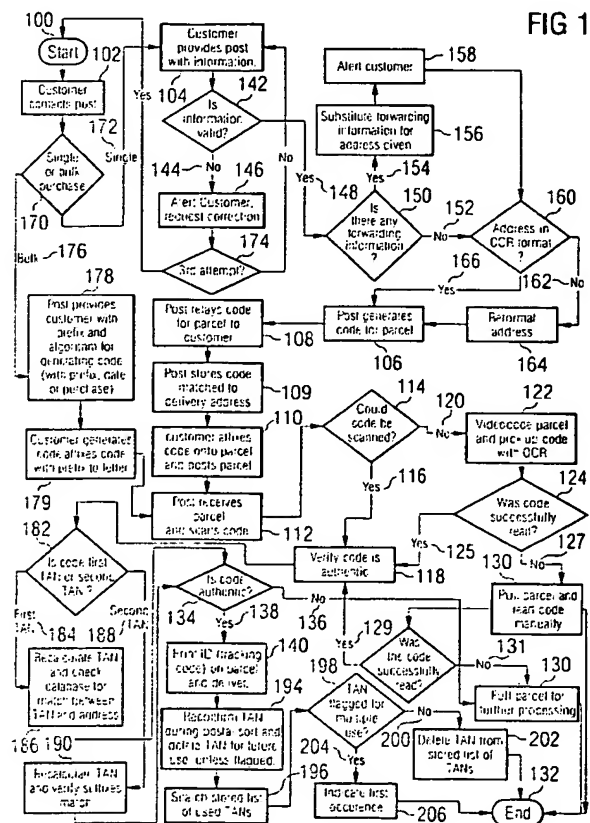 FIG 1
100
Start
102
Customer
contacts post
172
Single
Single
or bulk
purchase
170
Bulk
176
178
Post provides
customer with
prefix and
algorithm for
generating code
(with prefix, date
or purchase)
Customer generates
code affixes code
with prefix to letter
179
Customer
provides post
with information.
104
142
Is
information
valid?
144
No
146
Yes
148
Alert Customer,
request correction
174
3rd attempt?
Yes
No
158
Alert customer
Substitute forwarding
information for
address given
156
154
Yes
150
Is
there any
forwarding
information
?
152
No
160
Address in
OCR format
?
166
Yes
162
No
Reformat
address
164
Post generates
code for parcel
106
Post relays code
for parcel to
customer
108
Post stores code
matched to
delivery address
109
110
Customer affixes
code onto parcel
and posts parcel
Post receives
parcel
and scans code
112
114
Could
code be
scanned?
120
No
116
Yes
122
Videocode parcel
and pick up code
with OCR
124
Was code
successfully
read?
125
Yes
127
No
130
Pull parcel and
read code
manually
Verify code is
authentic
118
129
Yes
Was
the code
successfully
read?
131
No
130
Pull parcel for
further processing
182
Is code first
TAN or second
TAN ?
First
TAN
184
188
Second
TAN
Recalculate TAN
and check
database for
match between
TAN and address
186
190
Recalculate TAN
and verify suffixes
match
134
Is code
authentic?
136
No
138
Yes
140
Print ID (tracking
code) on parcel
and deliver.
194
Reconfirm TAN
during postal sort and
delete TAN for future
use, unless flagged.
196
Search stored list
of used TANs
198
TAN
flagged for
multiple
use?
200
No
202
Delete TAN from
stored list of
TANs
204
Yes
Indicate first
occurence
206
132
End